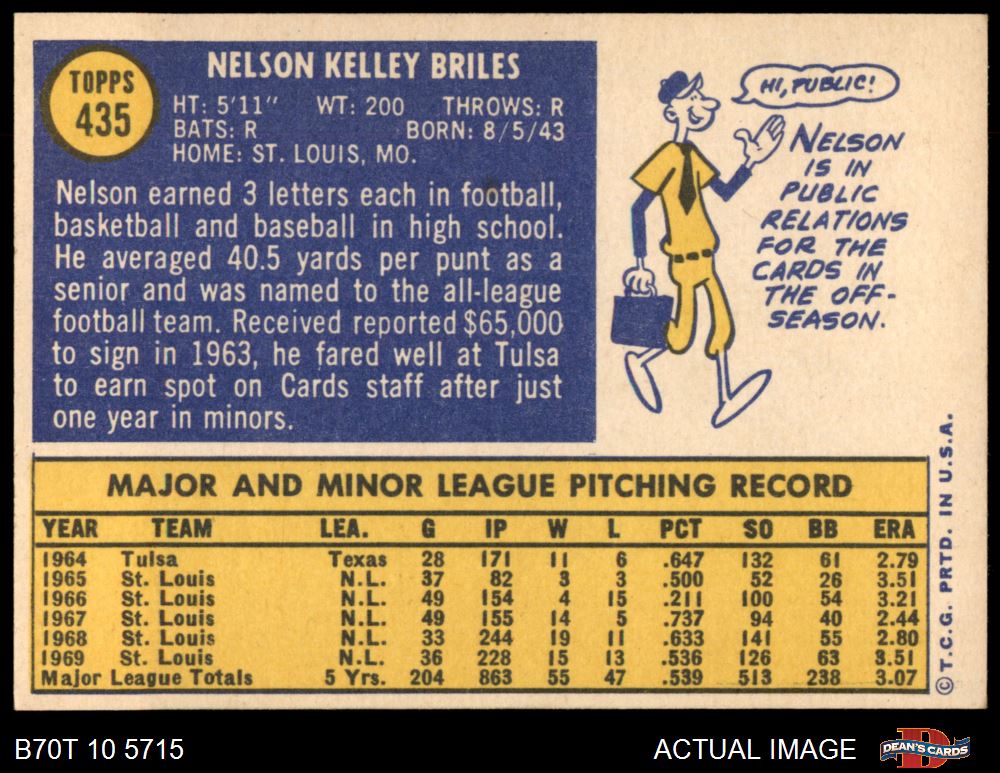 TOPPS
435
NELSON KELLEY BRILES
HT: 5'11" WT: 200 THROWS: R
BATS: R BORN: 8/5/43
HOME: ST. LOUIS, MO.
Nelson earned 3 letters each in football,
basketball and baseball in high school.
He averaged 40.5 yards per punt as a
senior and was named to the all-league
football team. Received reported $65,000
to sign in 1963, he fared well at Tulsa
to earn spot on Cards staff after just
one year in minors.
HI, PUBLIC!
NELSON
IS IN
PUBLIC
RELATIONS
FOR THE
CARDS IN
THE OFF-
SEASON.
MAJOR AND MINOR LEAGUE PITCHING RECORD
YEAR TEAM LEA. G IP W L PCT SO BB ERA
1964 Tulsa Texas 28 171 11 6 .647 132 61 2.79
1965 St. Louis N.L. 37 82 3 3 .500 52 26 3.51
1966 St. Louis N.L. 49 154 4 15 .211 100 54 3.21
1967 St. Louis N.L. 49 155 14 5 .737 94 40 2.44
1968 St. Louis N.L. 33 244 19 11 .633 141 55 2.80
1969 St. Louis N.L. 36 228 15 13 .536 126 63 3.51
Major League Totals 5 Yrs. 204 863 55 47 .539 513 238 3.07
© T.C.G. PRTD. IN U.S.A.
B70T 10 5715 ACTUAL IMAGE
D
DEAN'S CARDS